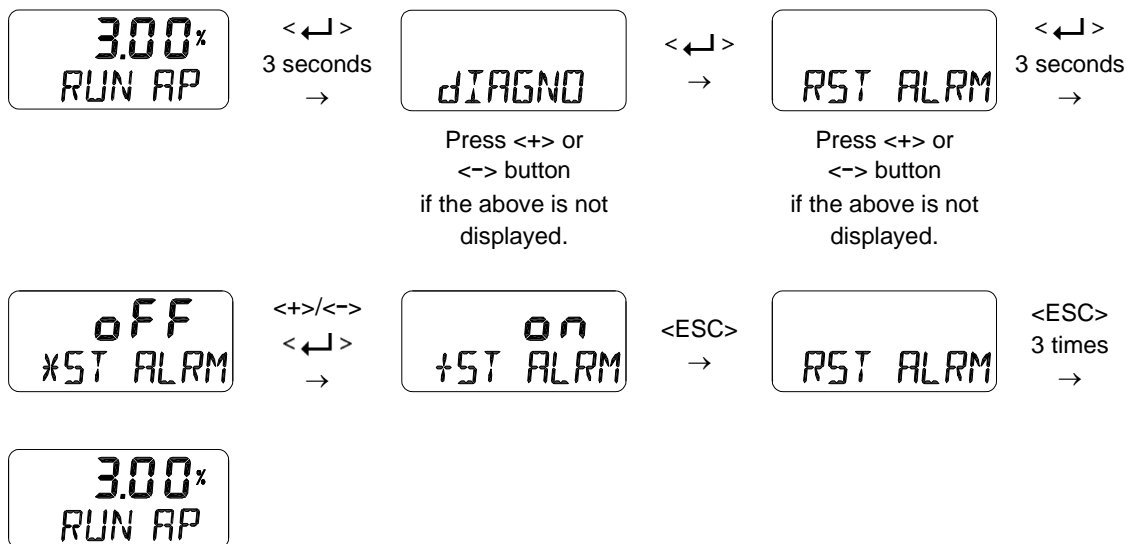 3.00%
RUN AP
< ↵ >
3 seconds
→
dIAGNO
Press <+> or
<−> button
if the above is not
displayed.
< ↵ >
→
RST ALRM
Press <+> or
<−> button
if the above is not
displayed.
< ↵ >
3 seconds
→
oFF
*ST ALRM
<+>/<−>
< ↵ >
→
on
+ST ALRM
<ESC>
→
RST ALRM
<ESC>
3 times
→
3.00%
RUN AP